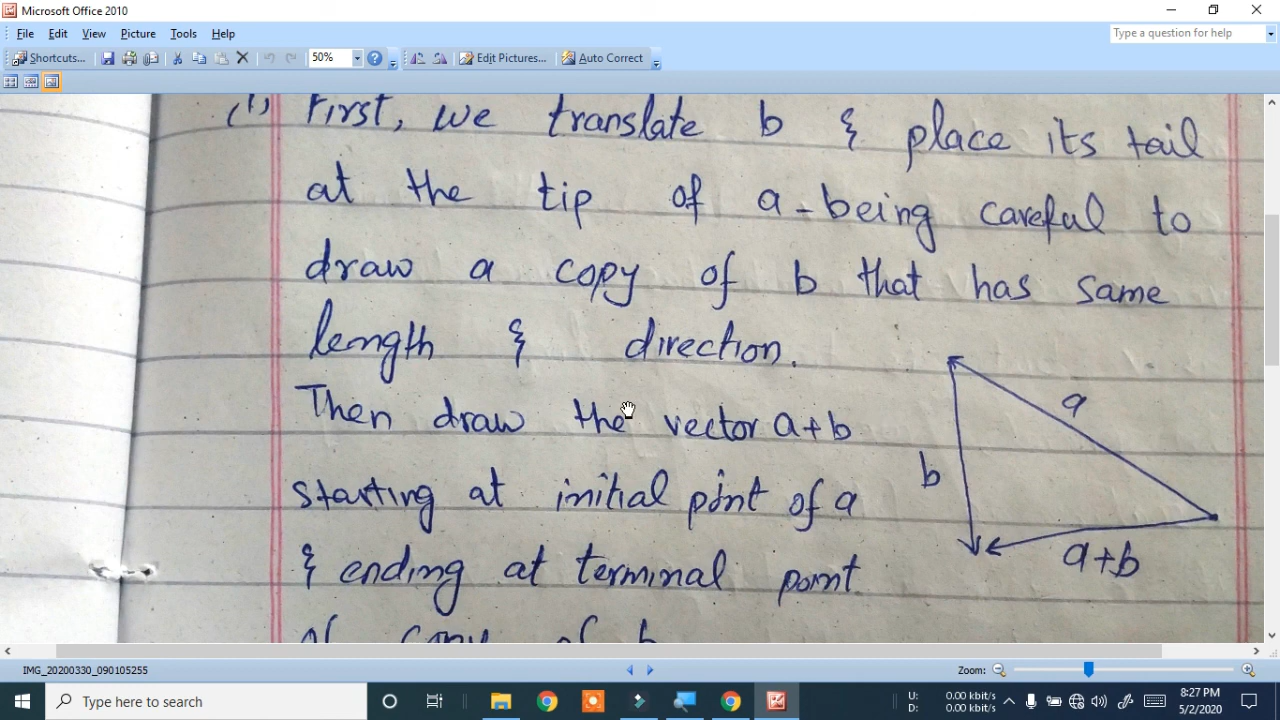 Microsoft Office 2010
File Edit View Picture Tools Help
Type a question for help
Shortcuts... 50% Edit Pictures... Auto Correct
(1) First, we translate b & place its tail
at the tip of a - being careful to
draw a copy of b that has same
length & direction.
Then draw the vector a+b
starting at initial point of a
& ending at terminal point
of copy of b
a
b
a+b
IMG_20200330_090105255
Zoom:
Type here to search
U: 0.00 kbit/s
D: 0.00 kbit/s
8:27 PM
5/2/2020